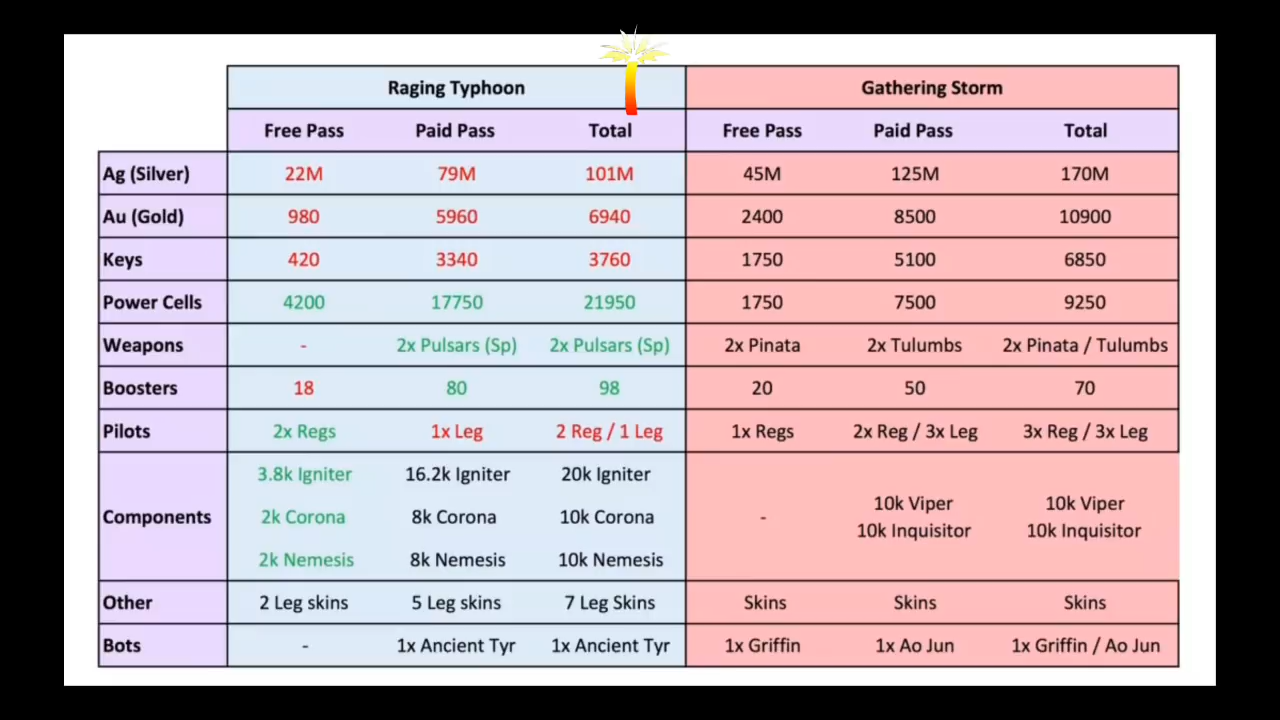 Raging Typhoon Gathering Storm
Free Pass Paid Pass Total Free Pass Paid Pass Total
Ag (Silver) 22M 79M 101M 45M 125M 170M
Au (Gold) 980 5960 6940 2400 8500 10900
Keys 420 3340 3760 1750 5100 6850
Power Cells 4200 17750 21950 1750 7500 9250
Weapons - 2x Pulsars (Sp) 2x Pulsars (Sp) 2x Pinata 2x Tulumbs 2x Pinata / Tulumbs
Boosters 18 80 98 20 50 70
Pilots 2x Regs 1x Leg 2 Reg / 1 Leg 1x Regs 2x Reg / 3x Leg 3x Reg / 3x Leg
3.8k Igniter 16.2k Igniter 20k Igniter
Components 2k Corona 8k Corona 10k Corona - 10k Viper 10k Viper
10k Inquisitor 10k Inquisitor
2k Nemesis 8k Nemesis 10k Nemesis
Other 2 Leg skins 5 Leg skins 7 Leg Skins Skins Skins Skins
Bots - 1x Ancient Tyr 1x Ancient Tyr 1x Griffin 1x Ao Jun 1x Griffin / Ao Jun